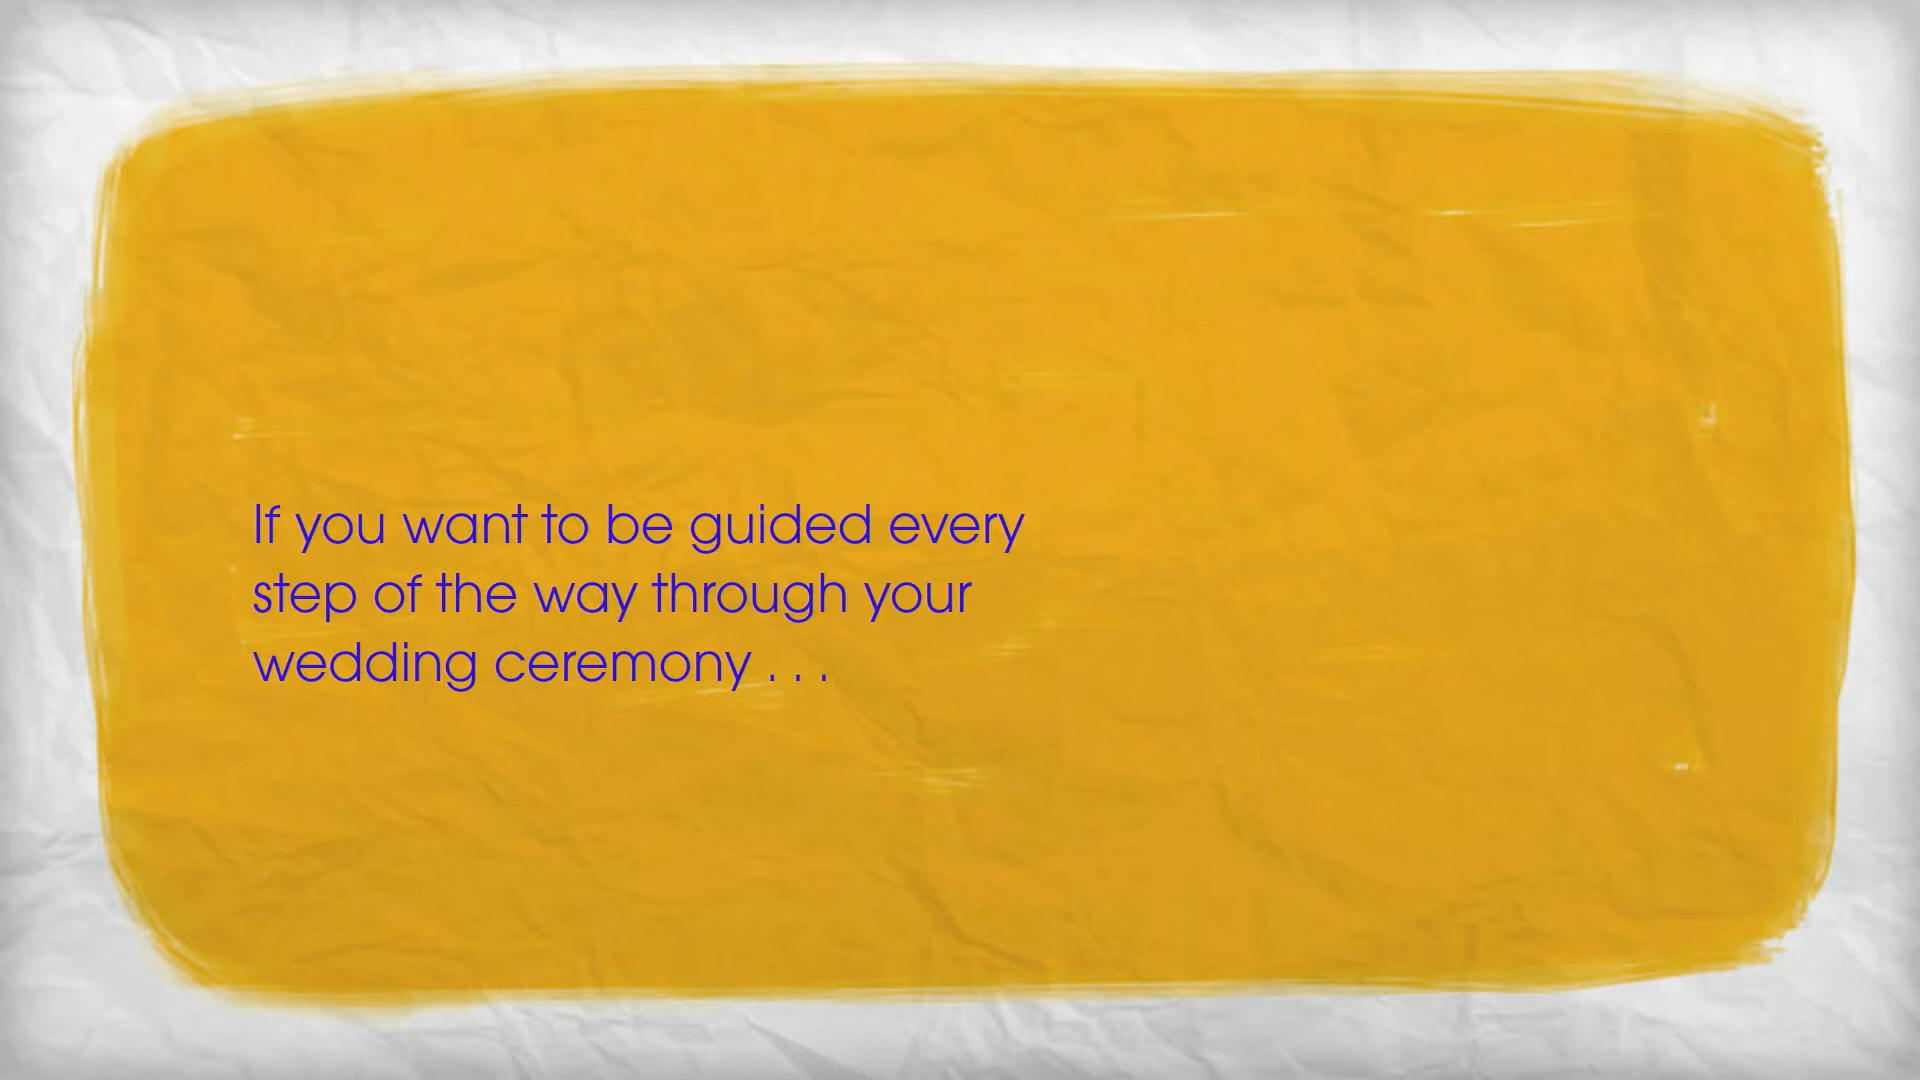 If you want to be guided every
step of the way through your
wedding ceremony . . .